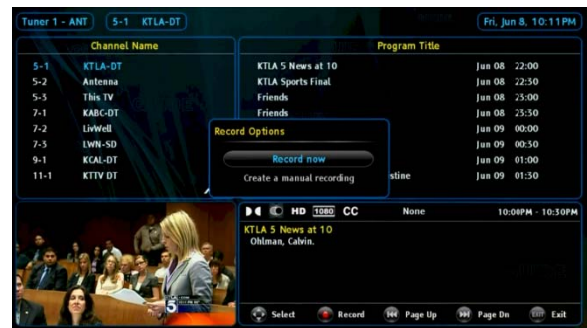 Tuner 1 - ANT 5-1 KTLA-DT Fri, Jun 8, 10:11PM
Channel Name Program Title
5-1 KTLA-DT KTLA 5 News at 10 Jun 08 22:00
5-2 Antenna KTLA Sports Final Jun 08 22:30
5-3 This TV Friends Jun 08 23:00
7-1 KABC-DT Friends Jun 08 23:30
7-2 LivWell Jun 09 00:00
7-3 LWN-SD Jun 09 00:30
9-1 KCAL-DT Jun 09 01:00
11-1 KTTV DT stine Jun 09 01:30
Record Options
Record now
Create a manual recording
HD 1080 CC None 10:00PM - 10:30PM
KTLA 5 News at 10
Ohlman, Calvin.
5
Select Record Page Up Page Dn EXIT Exit